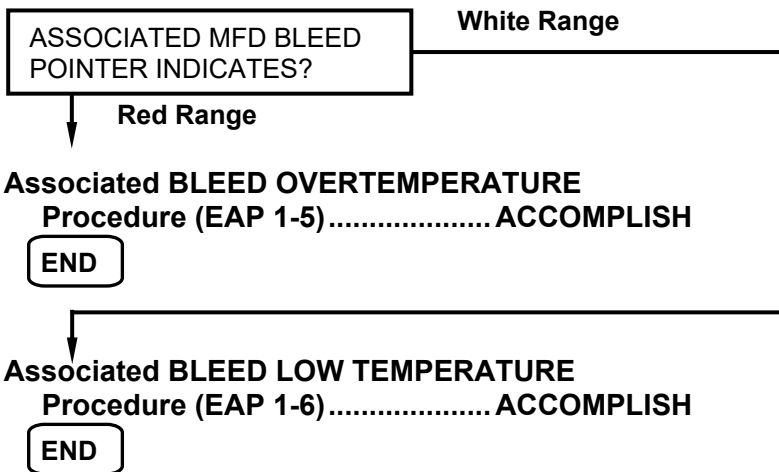 ASSOCIATED MFD BLEED
POINTER INDICATES?
White Range
Red Range
Associated BLEED OVERTEMPERATURE
Procedure (EAP 1-5)....................ACCOMPLISH
END
Associated BLEED LOW TEMPERATURE
Procedure (EAP 1-6)....................ACCOMPLISH
END